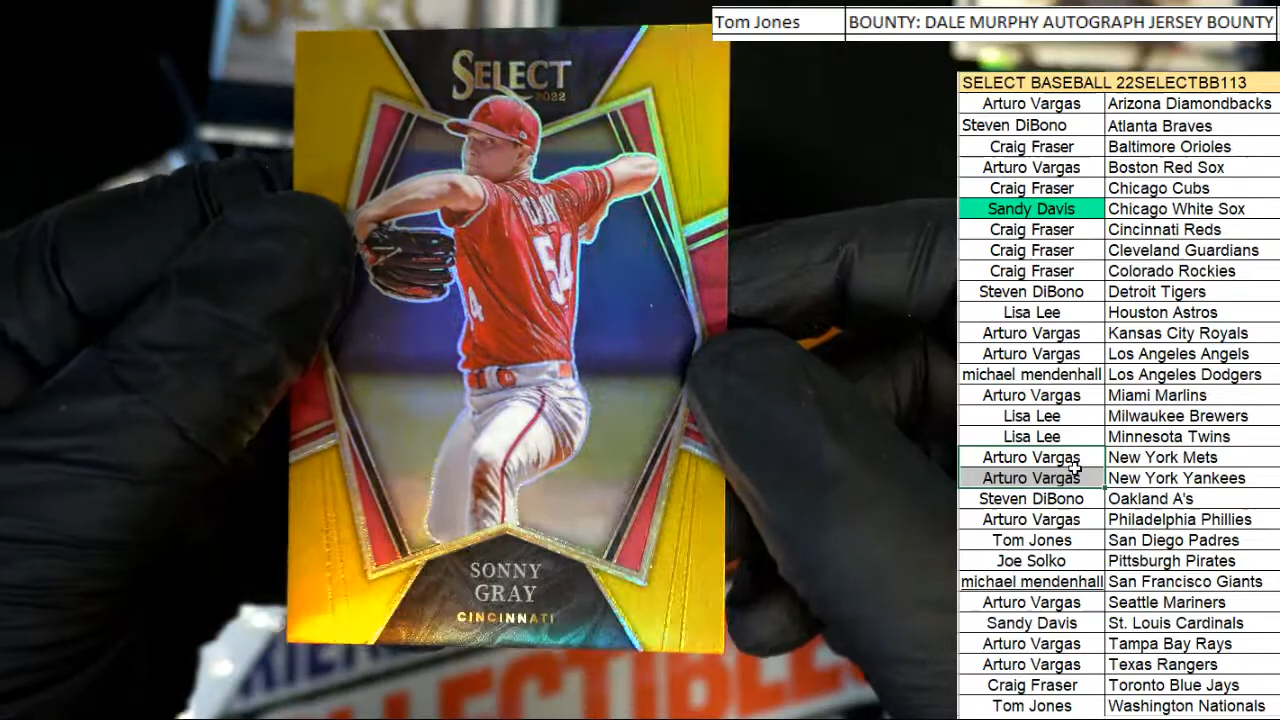 Tom Jones BOUNTY: DALE MURPHY AUTOGRAPH JERSEY BOUNTY
SELECT
2022
54
SONNY
GRAY
CINCINNATI
SELECT BASEBALL 22SELECTBB113
Arturo Vargas Arizona Diamondbacks
Steven DiBono Atlanta Braves
Craig Fraser Baltimore Orioles
Arturo Vargas Boston Red Sox
Craig Fraser Chicago Cubs
Sandy Davis Chicago White Sox
Craig Fraser Cincinnati Reds
Craig Fraser Cleveland Guardians
Craig Fraser Colorado Rockies
Steven DiBono Detroit Tigers
Lisa Lee Houston Astros
Arturo Vargas Kansas City Royals
Arturo Vargas Los Angeles Angels
michael mendenhall Los Angeles Dodgers
Arturo Vargas Miami Marlins
Lisa Lee Milwaukee Brewers
Lisa Lee Minnesota Twins
Arturo Vargas New York Mets
Arturo Vargas New York Yankees
Steven DiBono Oakland A's
Arturo Vargas Philadelphia Phillies
Tom Jones San Diego Padres
Joe Solko Pittsburgh Pirates
michael mendenhall San Francisco Giants
Arturo Vargas Seattle Mariners
Sandy Davis St. Louis Cardinals
Arturo Vargas Tampa Bay Rays
Arturo Vargas Texas Rangers
Craig Fraser Toronto Blue Jays
Tom Jones Washington Nationals